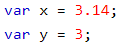 var x = 3.14;
var y = 3;